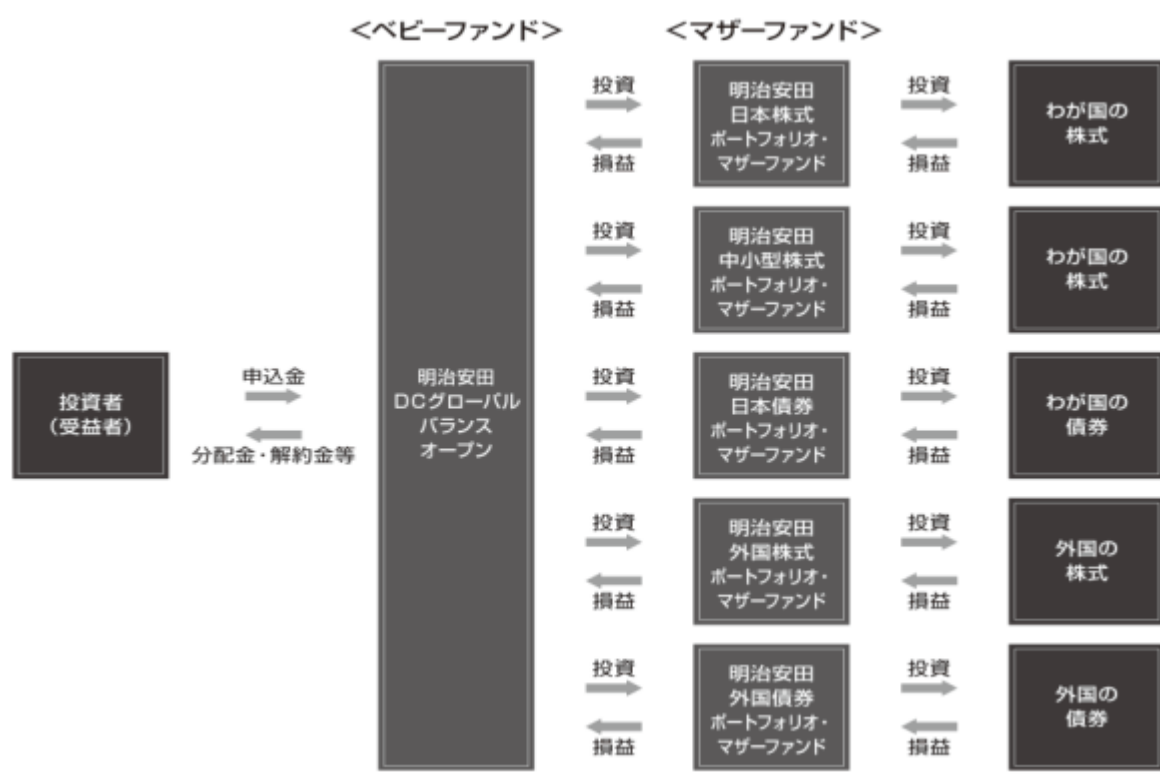 <ベビーファンド>
<マザーファンド>
投資者
(受益者)
申込金
分配金・解約金等
明治安田
DCグローバル
バランス
オープン
投資
損益
明治安田
日本株式
ポートフォリオ・
マザーファンド
投資
損益
わが国の
株式
投資
損益
明治安田
中小型株式
ポートフォリオ・
マザーファンド
投資
損益
わが国の
株式
投資
損益
明治安田
日本債券
ポートフォリオ・
マザーファンド
投資
損益
わが国の
債券
投資
損益
明治安田
外国株式
ポートフォリオ・
マザーファンド
投資
損益
外国の
株式
投資
損益
明治安田
外国債券
ポートフォリオ・
マザーファンド
投資
損益
外国の
債券